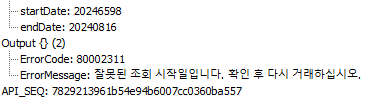 startDate: 20246598
endDate: 20240816
Output {} (2)
ErrorCode: 80002311
ErrorMessage: 잘못된 조회 시작일입니다. 확인 후 다시 거래하십시오.
API_SEQ: 7829213961b54e94b6007cc0360ba557